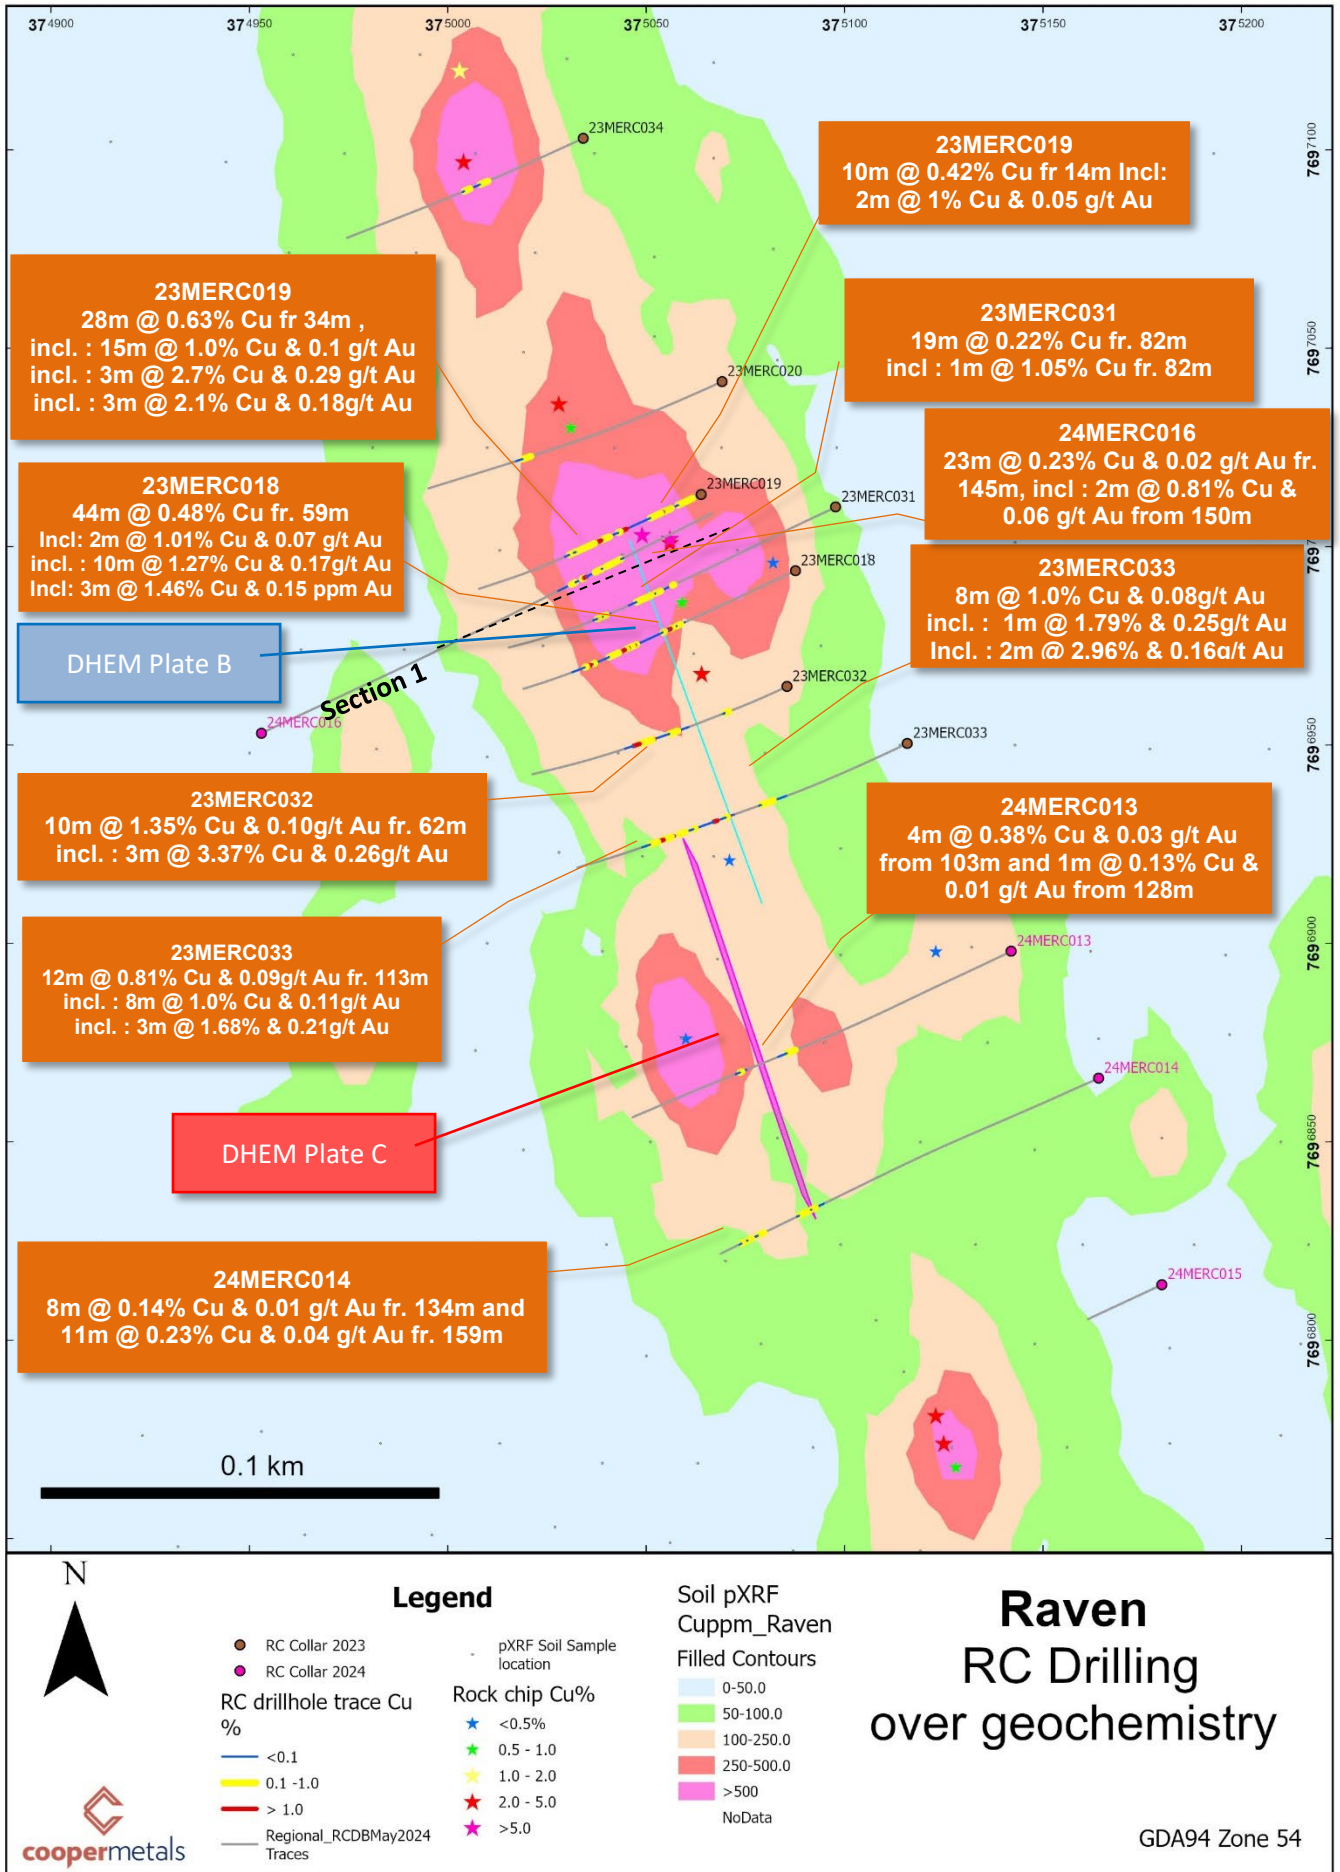 374900
374950
375000
375050
375100
375150
375200
7697100
7697050
7696950
7696900
7696850
7696800
23MERC034
23MERC019
10m @ 0.42% Cu fr 14m Incl:
2m @ 1% Cu & 0.05 g/t Au
23MERC019
28m @ 0.63% Cu fr 34m ,
incl. : 15m @ 1.0% Cu & 0.1 g/t Au
incl. : 3m @ 2.7% Cu & 0.29 g/t Au
incl. : 3m @ 2.1% Cu & 0.18g/t Au
23MERC031
19m @ 0.22% Cu fr. 82m
incl : 1m @ 1.05% Cu fr. 82m
23MERC020
24MERC016
23m @ 0.23% Cu & 0.02 g/t Au fr.
145m, incl : 2m @ 0.81% Cu &
0.06 g/t Au from 150m
23MERC018
44m @ 0.48% Cu fr. 59m
Incl: 2m @ 1.01% Cu & 0.07 g/t Au
incl. : 10m @ 1.27% Cu & 0.17g/t Au
Incl: 3m @ 1.46% Cu & 0.15 ppm Au
23MERC019
23MERC031
23MERC018
23MERC033
8m @ 1.0% Cu & 0.08g/t Au
incl. : 1m @ 1.79% & 0.25g/t Au
Incl. : 2m @ 2.96% & 0.16g/t Au
DHEM Plate B
Section 1
24MERC016
23MERC032
23MERC033
23MERC032
10m @ 1.35% Cu & 0.10g/t Au fr. 62m
incl. : 3m @ 3.37% Cu & 0.26g/t Au
24MERC013
4m @ 0.38% Cu & 0.03 g/t Au
from 103m and 1m @ 0.13% Cu &
0.01 g/t Au from 128m
23MERC033
12m @ 0.81% Cu & 0.09g/t Au fr. 113m
incl. : 8m @ 1.0% Cu & 0.11g/t Au
incl. : 3m @ 1.68% & 0.21g/t Au
24MERC013
24MERC014
DHEM Plate C
24MERC014
8m @ 0.14% Cu & 0.01 g/t Au fr. 134m and
11m @ 0.23% Cu & 0.04 g/t Au fr. 159m
24MERC015
0.1 km
N
Legend
RC Collar 2023
RC Collar 2024
RC drillhole trace Cu
%
<0.1
0.1 -1.0
> 1.0
Regional_RCDBMay2024
Traces
pXRF Soil Sample
location
Rock chip Cu%
<0.5%
0.5 - 1.0
1.0 - 2.0
2.0 - 5.0
>5.0
Soil pXRF
Cuppm_Raven
Filled Contours
0-50.0
50-100.0
100-250.0
250-500.0
>500
NoData
Raven
RC Drilling
over geochemistry
GDA94 Zone 54
coopermetals